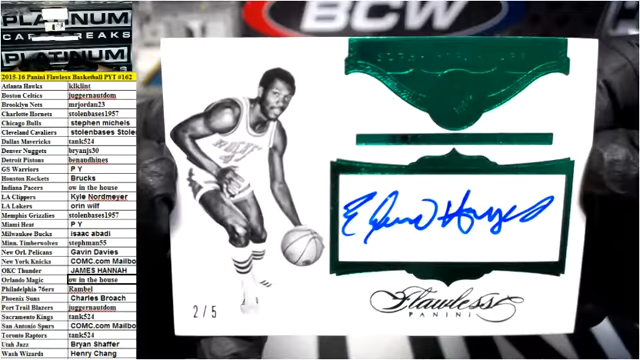 PLATINUM
CAR BREAKS
PLATINUM
2015-16 Panini Flawless Basketball PYT #162
Atlanta Hawks klklint
Boston Celtics juggernautdom
Brooklyn Nets mrjordan23
Charlotte Hornets stolenbases1957
Chicago Bulls stephen michels
Cleveland Cavaliers stolenbases Stole
Dallas Mavericks tank524
Denver Nuggets bryanjs30
Detroit Pistons benandhines
GS Warriors P Y
Houston Rockets Brucks
Indiana Pacers ow in the house
LA Clippers Kyle Nordmeyer
LA Lakers orin wilf
Memphis Grizzlies stolenbases1957
Miami Heat P Y
Milwaukee Bucks isaac abadi
Minn. Timberwolves stephman55
New Orl. Pelicans Gavin Davies
New York Knicks COMC.com Mailbo
OKC Thunder JAMES HANNAH
Orlando Magic ow in the house
Philadelphia 76ers Rambel
Phoenix Suns Charles Broach
Port Trail Blazers juggernautdom
Sacramento Kings tank524
San Antonio Spurs COMC.com Mailbo
Toronto Raptors tank524
Utah Jazz Bryan Shaffer
Wash Wizards Henry Chang
BCW
Elvin Hayes
2/5
Flawless
PANINI